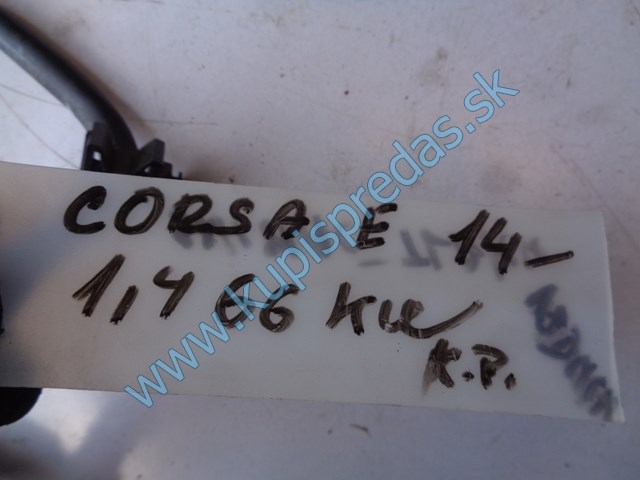 CORSA E 14-
1,4 66 KW
K.P.
www.kupispredas.sk